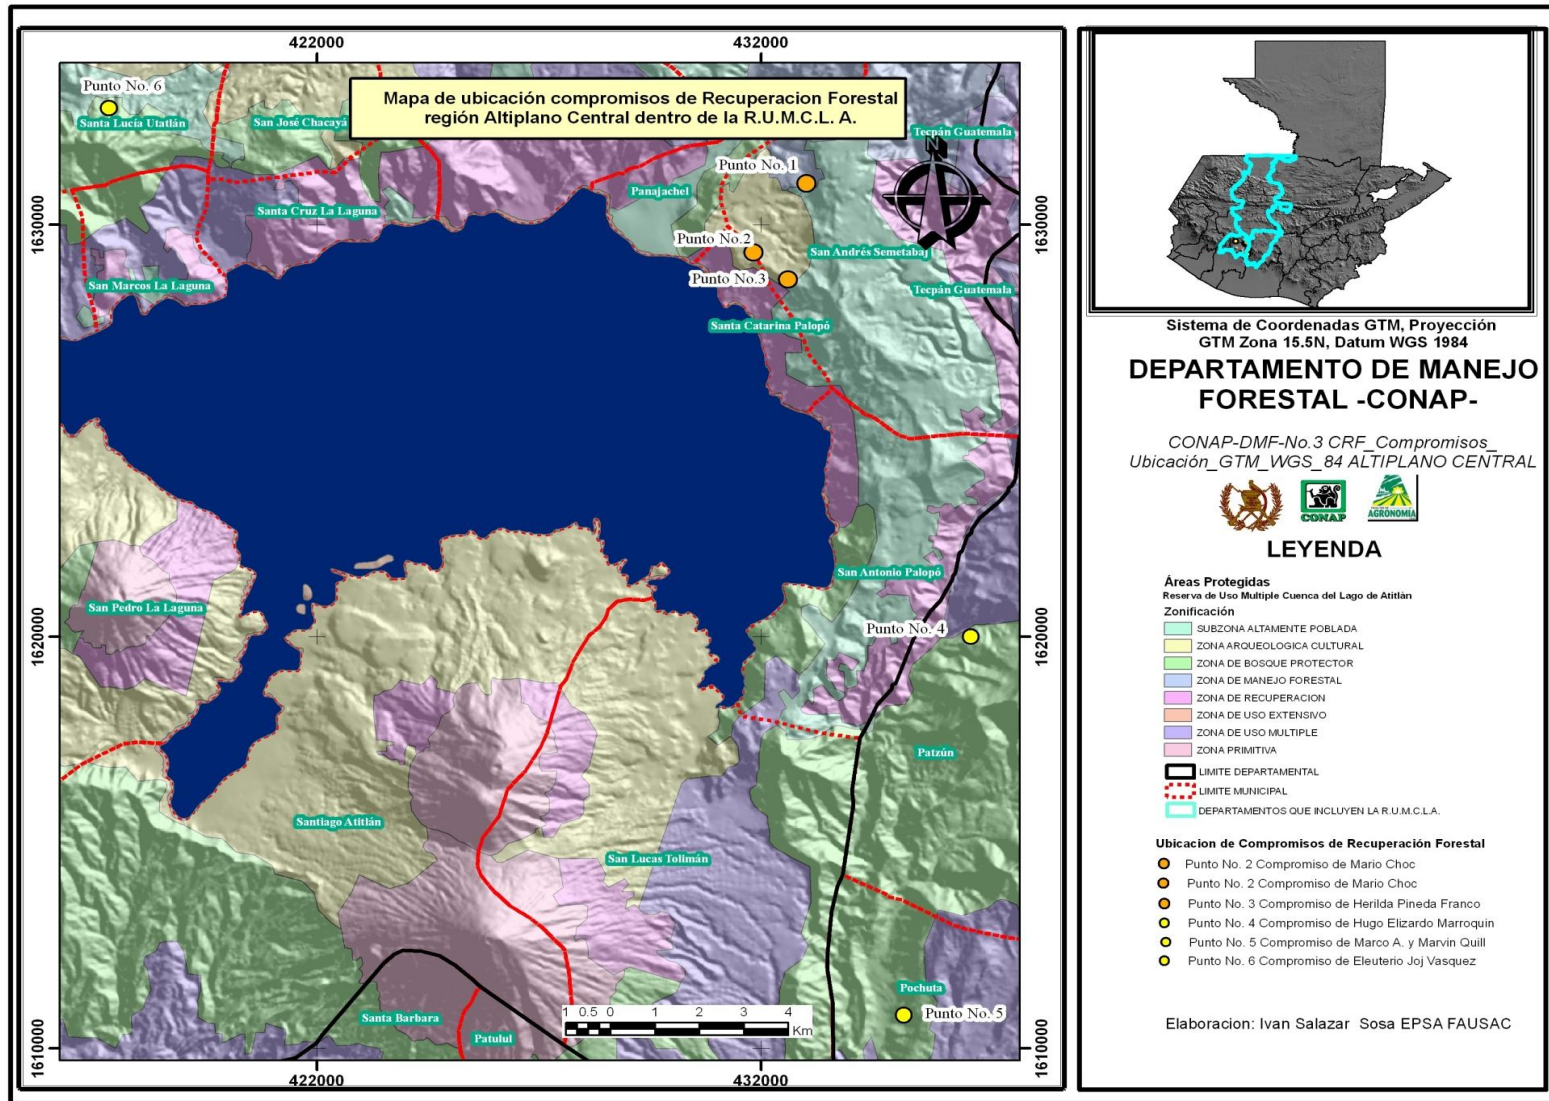 422000
432000
Mapa de ubicación compromisos de Recuperacion Forestal
región Altiplano Central dentro de la R.U.M.C.L. A.
Punto No. 6
Santa Lucía Utatlán
San José Chacayá
Tecpán Guatemala
N
Punto No. 1
Panajachel
Santa Cruz La Laguna
1630000
1630000
Punto No.2
San Andrés Semetabaj
Punto No.3
San Marcos La Laguna
Tecpán Guatemala
Santa Catarina Palopó
San Antonio Palopó
San Pedro La Laguna
Punto No. 4
1620000
1620000
Patzún
Santiago Atitlán
San Lucas Tolimán
Pochuta
Punto No. 5
Santa Barbara
Patulul
1 0.5 0 1 2 3 4
Km
1610000
1610000
422000
432000
Sistema de Coordenadas GTM, Proyección
GTM Zona 15.5N, Datum WGS 1984
DEPARTAMENTO DE MANEJO
FORESTAL -CONAP-
CONAP-DMF-No.3 CRF_Compromisos_
Ubicación_GTM_WGS_84 ALTIPLANO CENTRAL
CONAP
AGRONOMIA
LEYENDA
Áreas Protegidas
Reserva de Uso Multiple Cuenca del Lago de Atitlàn
Zonificación
SUBZONA ALTAMENTE POBLADA
ZONA ARQUEOLOGICA CULTURAL
ZONA DE BOSQUE PROTECTOR
ZONA DE MANEJO FORESTAL
ZONA DE RECUPERACION
ZONA DE USO EXTENSIVO
ZONA DE USO MULTIPLE
ZONA PRIMITIVA
LIMITE DEPARTAMENTAL
LIMITE MUNICIPAL
DEPARTAMENTOS QUE INCLUYEN LA R.U.M.C.L.A.
Ubicacion de Compromisos de Recuperación Forestal
Punto No. 2 Compromiso de Mario Choc
Punto No. 2 Compromiso de Mario Choc
Punto No. 3 Compromiso de Herilda Pineda Franco
Punto No. 4 Compromiso de Hugo Elizardo Marroquin
Punto No. 5 Compromiso de Marco A. y Marvin Quill
Punto No. 6 Compromiso de Eleuterio Joj Vasquez
Elaboracion: Ivan Salazar Sosa EPSA FAUSAC